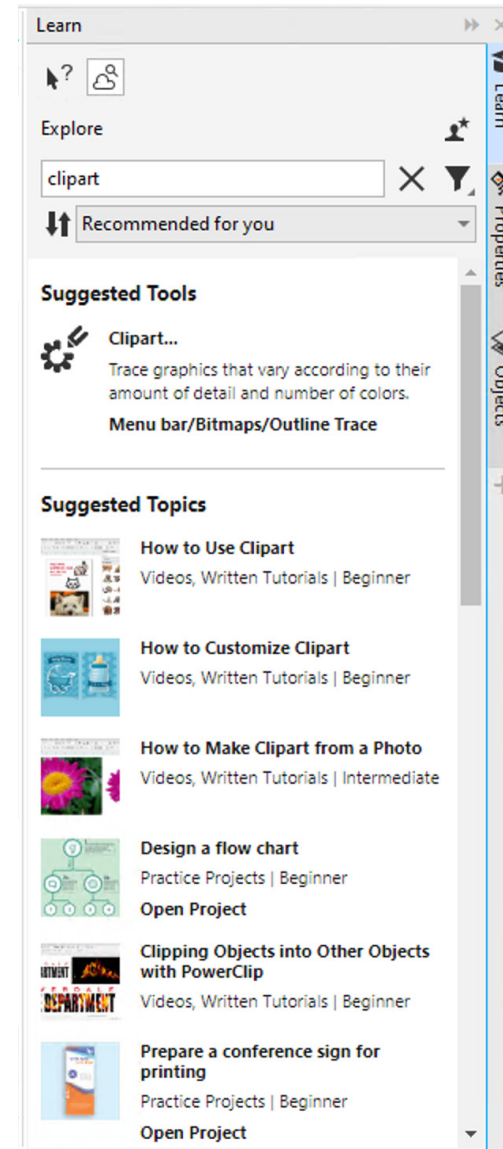 Learn
?
Explore
clipart
Recommended for you
Suggested Tools
Clipart...
Trace graphics that vary according to their
amount of detail and number of colors.
Menu bar/Bitmaps/Outline Trace
Suggested Topics
How to Use Clipart
Videos, Written Tutorials | Beginner
How to Customize Clipart
Videos, Written Tutorials | Beginner
How to Make Clipart from a Photo
Videos, Written Tutorials | Intermediate
Design a flow chart
Practice Projects | Beginner
Open Project
Clipping Objects into Other Objects
with PowerClip
Videos, Written Tutorials | Beginner
DEPARTMENT
Prepare a conference sign for
printing
Practice Projects | Beginner
Open Project
Learn
Properties
Objects